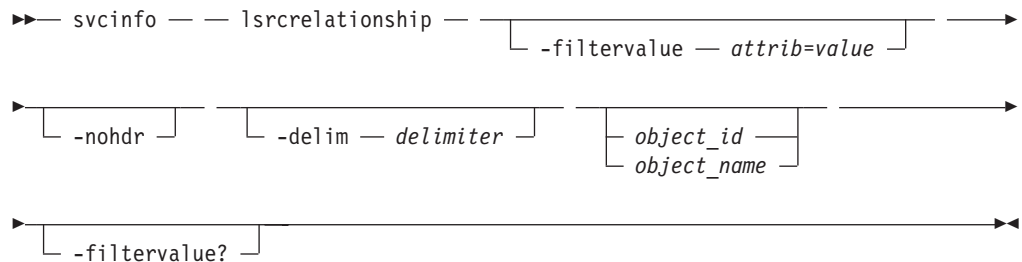 svcinfo lsrcrelationship
-filtervalue attrib=value
-nohdr -delim delimiter object_id
object_name
-filtervalue?